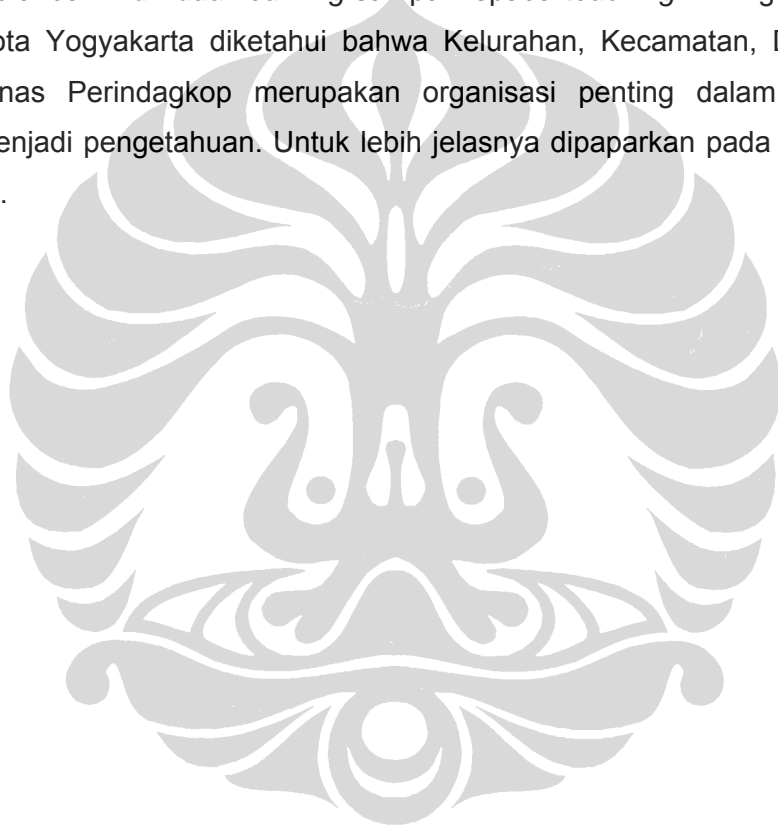 ota Yogyakarta diketahui bahwa Kelurahan, Kecamatan, D
nas Perindagkop merupakan organisasi penting dalam
enjadi pengetahuan. Untuk lebih jelasnya dipaparkan pada
.